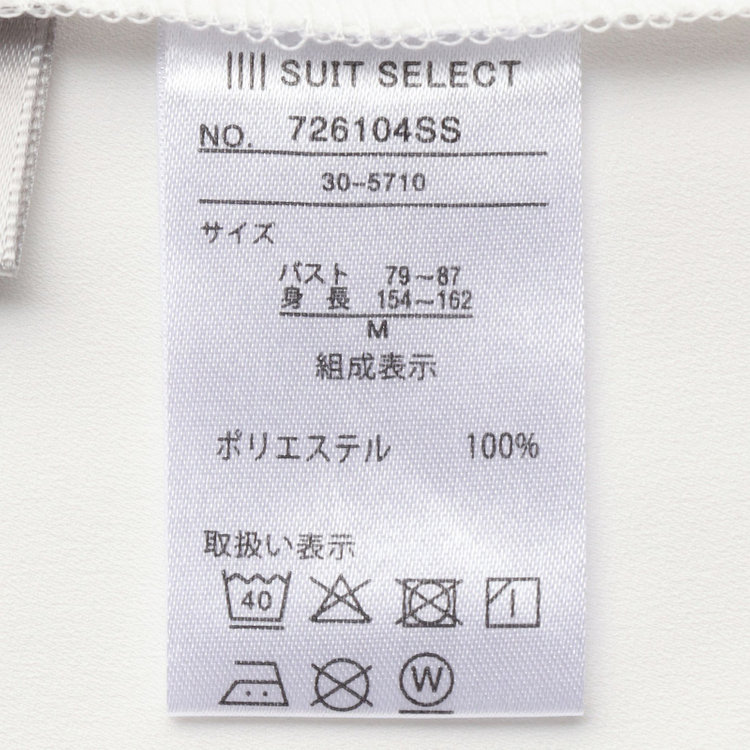 SUIT SELECT
NO. 726104SS
30-5710
サイズ
バスト 79~87
身長 154~162
M
組成表示
ポリエステル 100%
取扱い表示
40
W